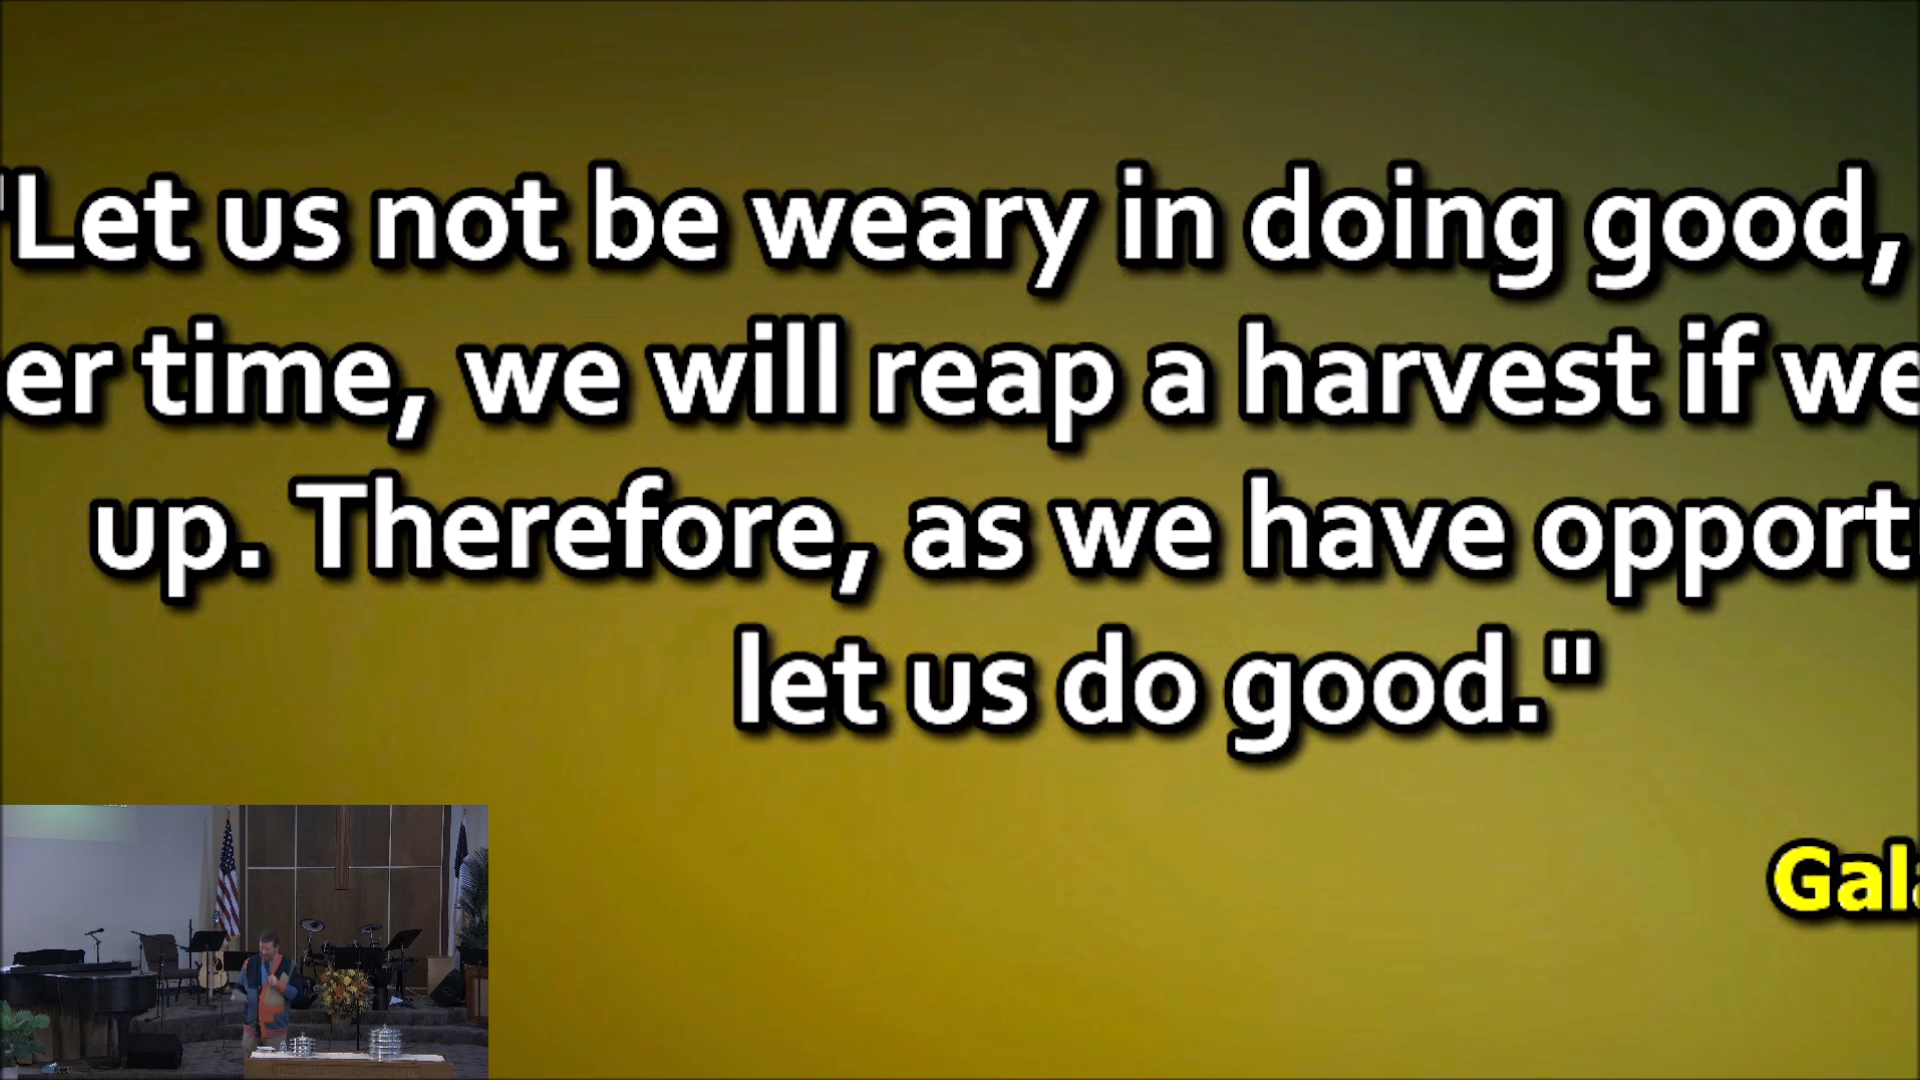 "Let us not be weary in doing good,
er time, we will reap a harvest if we
up. Therefore, as we have opport
let us do good."
Gala